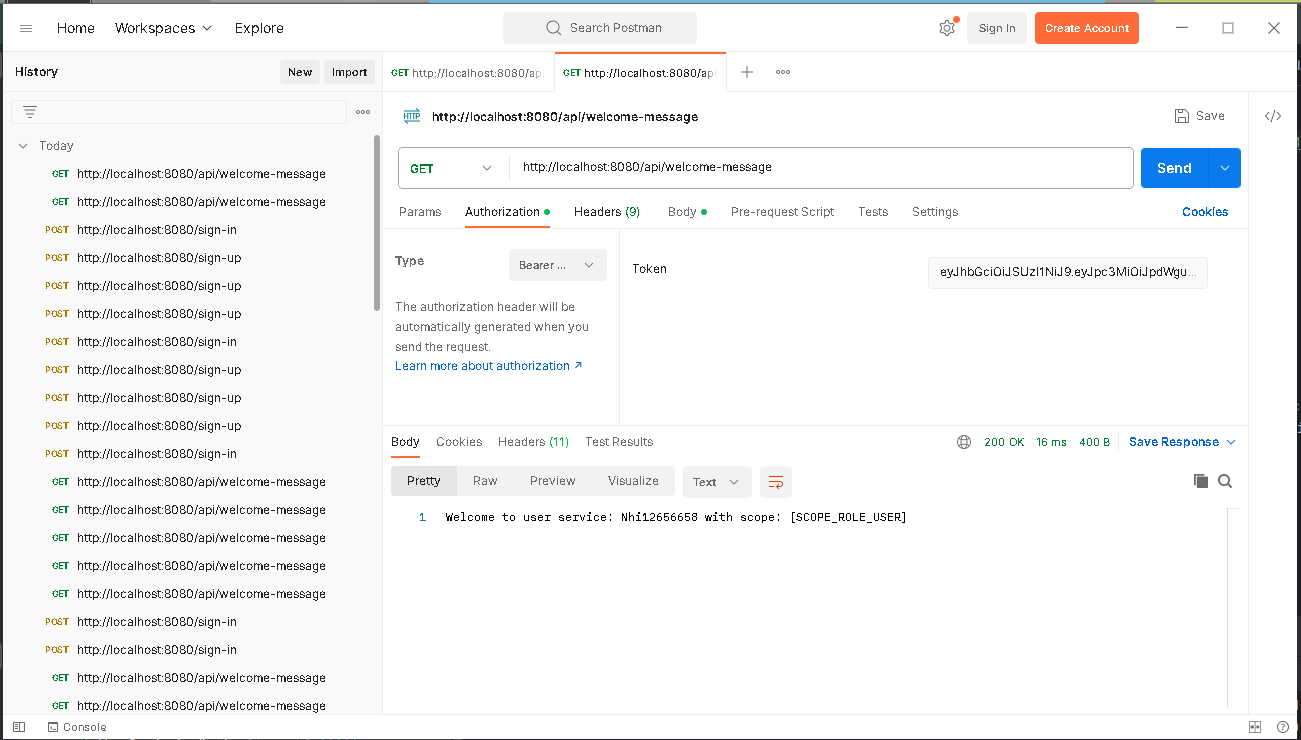 Home Workspaces Explore Search Postman Sign In Create Account
History New Import
GET http://localhost:8080/api
GET http://localhost:8080/api
HTTP http://localhost:8080/api/welcome-message Save </>
Today
GET http://localhost:8080/api/welcome-message
GET http://localhost:8080/api/welcome-message
POST http://localhost:8080/sign-in
POST http://localhost:8080/sign-up
POST http://localhost:8080/sign-up
POST http://localhost:8080/sign-up
POST http://localhost:8080/sign-in
POST http://localhost:8080/sign-up
POST http://localhost:8080/sign-up
POST http://localhost:8080/sign-up
POST http://localhost:8080/sign-in
GET http://localhost:8080/api/welcome-message
GET http://localhost:8080/api/welcome-message
GET http://localhost:8080/api/welcome-message
GET http://localhost:8080/api/welcome-message
GET http://localhost:8080/api/welcome-message
POST http://localhost:8080/sign-in
POST http://localhost:8080/sign-in
GET http://localhost:8080/api/welcome-message
GET http://localhost:8080/api/welcome-message
GET http://localhost:8080/api/welcome-message Send
Params Authorization Headers (9) Body Pre-request Script Tests Settings Cookies
Type Bearer ...
The authorization header will be
automatically generated when you
send the request.
Learn more about authorization ↗
Token eyJhbGciOiJSUzI1NiJ9.eyJpc3MiOiJpdWgu...
Body Cookies Headers (11) Test Results 200 OK 16 ms 400 B Save Response
Pretty Raw Preview Visualize Text
1 Welcome to user service: Nhi12656658 with scope: [SCOPE_ROLE_USER]
Console